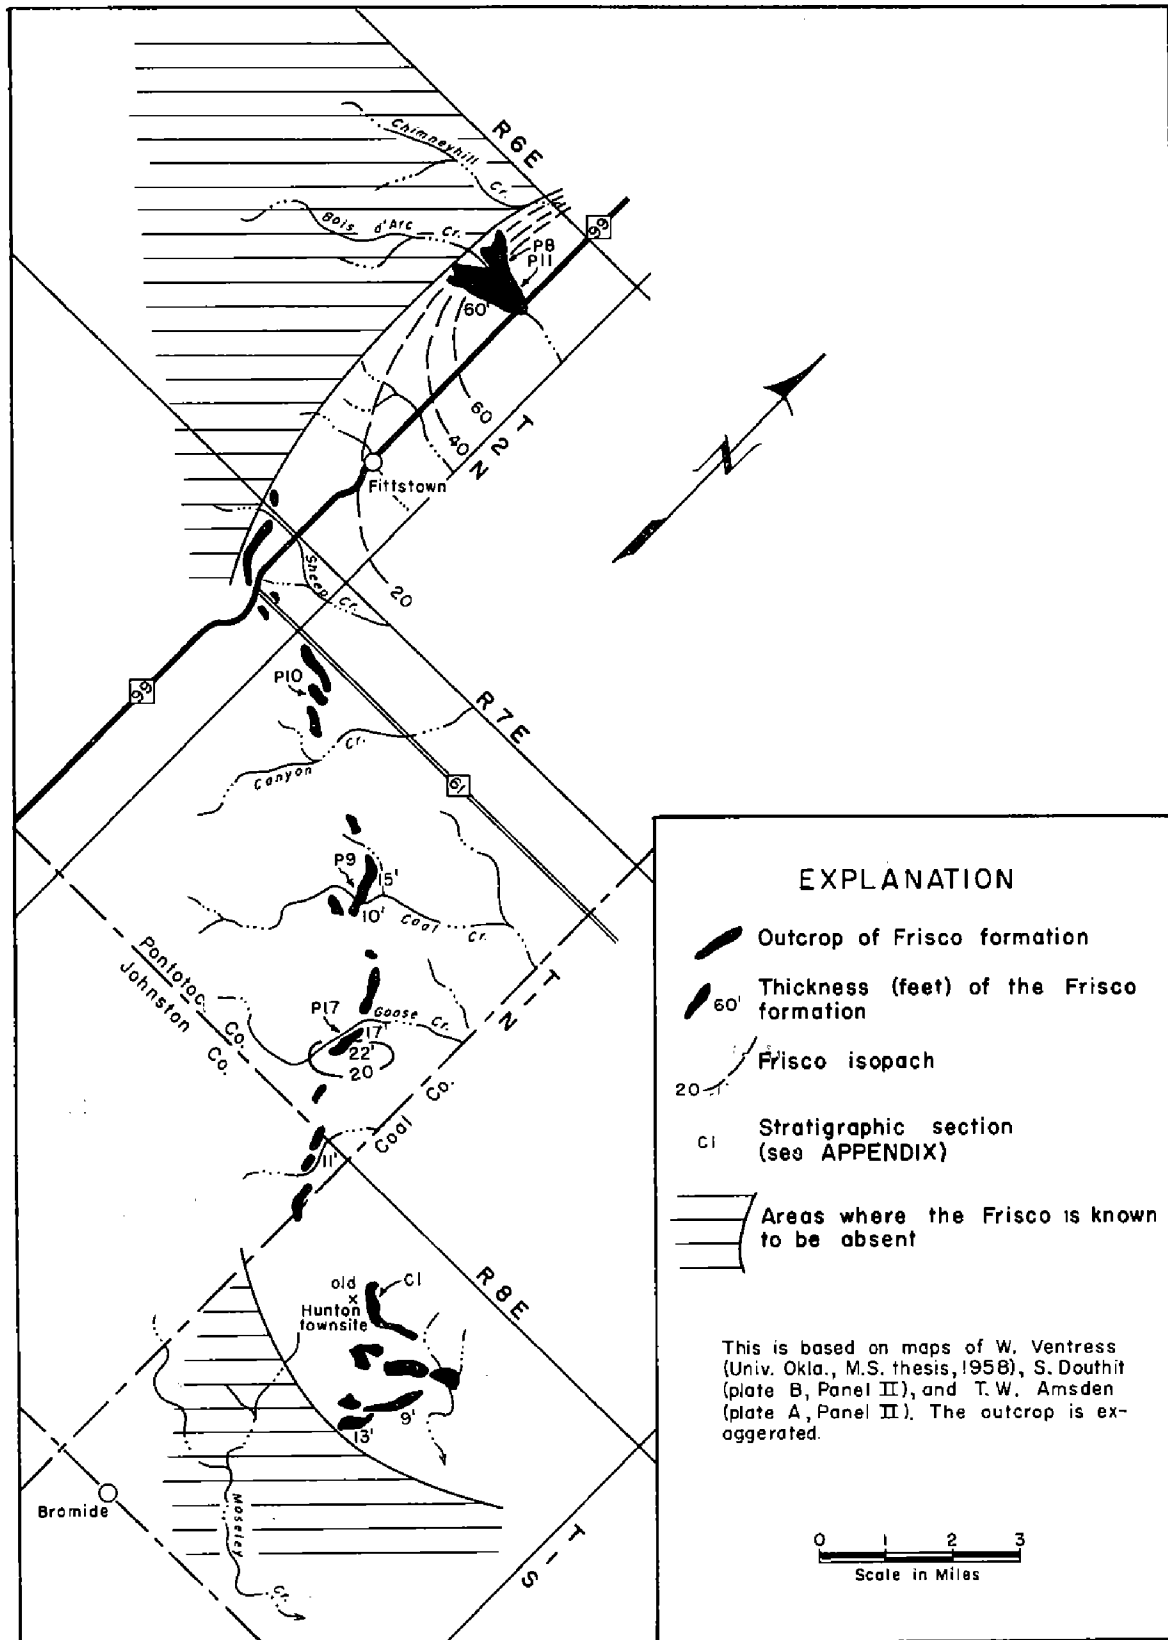 R6E
Chimneyhill Cr.
99
Bois d'Arc Cr.
P8
P11
60'
60
40
T2N
Fittstown
20
Sheep Cr.
P10
99
R7E
Canyon Cr.
61
P9
15'
10'
Coal Cr.
Pontotoc Co.
Johnston Co.
T1N
P17
Goose Cr.
17'
22'
20
Coal Co.
11'
R8E
old
x
C1
Hunton
townsite
9'
13'
Bromide
Moseley Cr.
T1S
N
EXPLANATION
Outcrop of Frisco formation
60'
Thickness (feet) of the Frisco
formation
20
Frisco isopach
C1
Stratigraphic section
(see APPENDIX)
Areas where the Frisco is known
to be absent
This is based on maps of W. Ventress
(Univ. Okla., M.S. thesis, 1958), S. Douthit
(plate B, Panel II), and T.W. Amsden
(plate A, Panel II). The outcrop is ex-
aggerated.
0 1 2 3
Scale in Miles